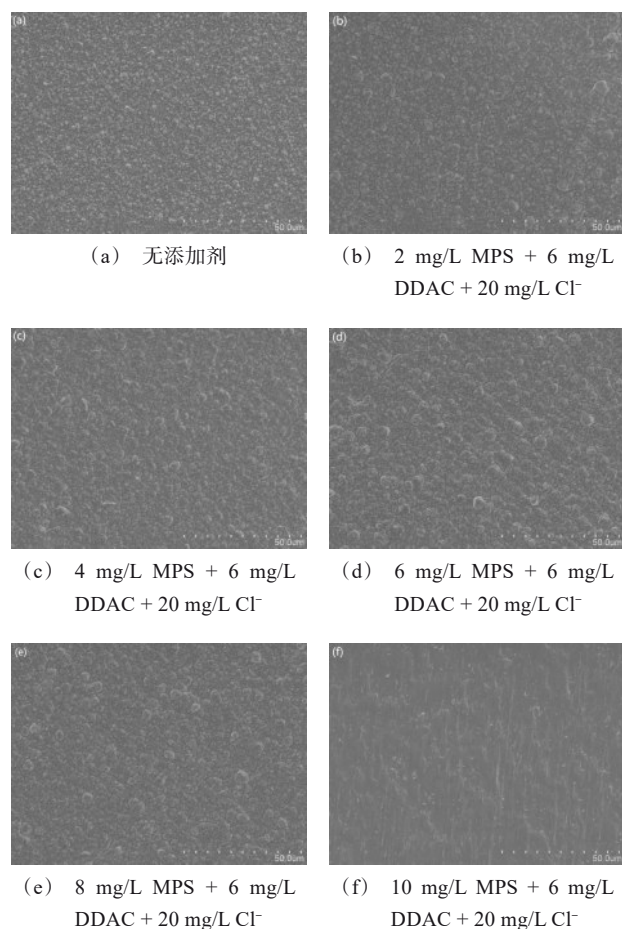 (a)
(b)
50.0um
50.0um
（a） 无添加剂
（b） 2 mg/L MPS + 6 mg/L
DDAC + 20 mg/L Cl⁻
(c)
(d)
50.0um
50.0um
（c） 4 mg/L MPS + 6 mg/L
DDAC + 20 mg/L Cl⁻
（d） 6 mg/L MPS + 6 mg/L
DDAC + 20 mg/L Cl⁻
(e)
(f)
50.0um
50.0um
（e） 8 mg/L MPS + 6 mg/L
DDAC + 20 mg/L Cl⁻
（f） 10 mg/L MPS + 6 mg/L
DDAC + 20 mg/L Cl⁻